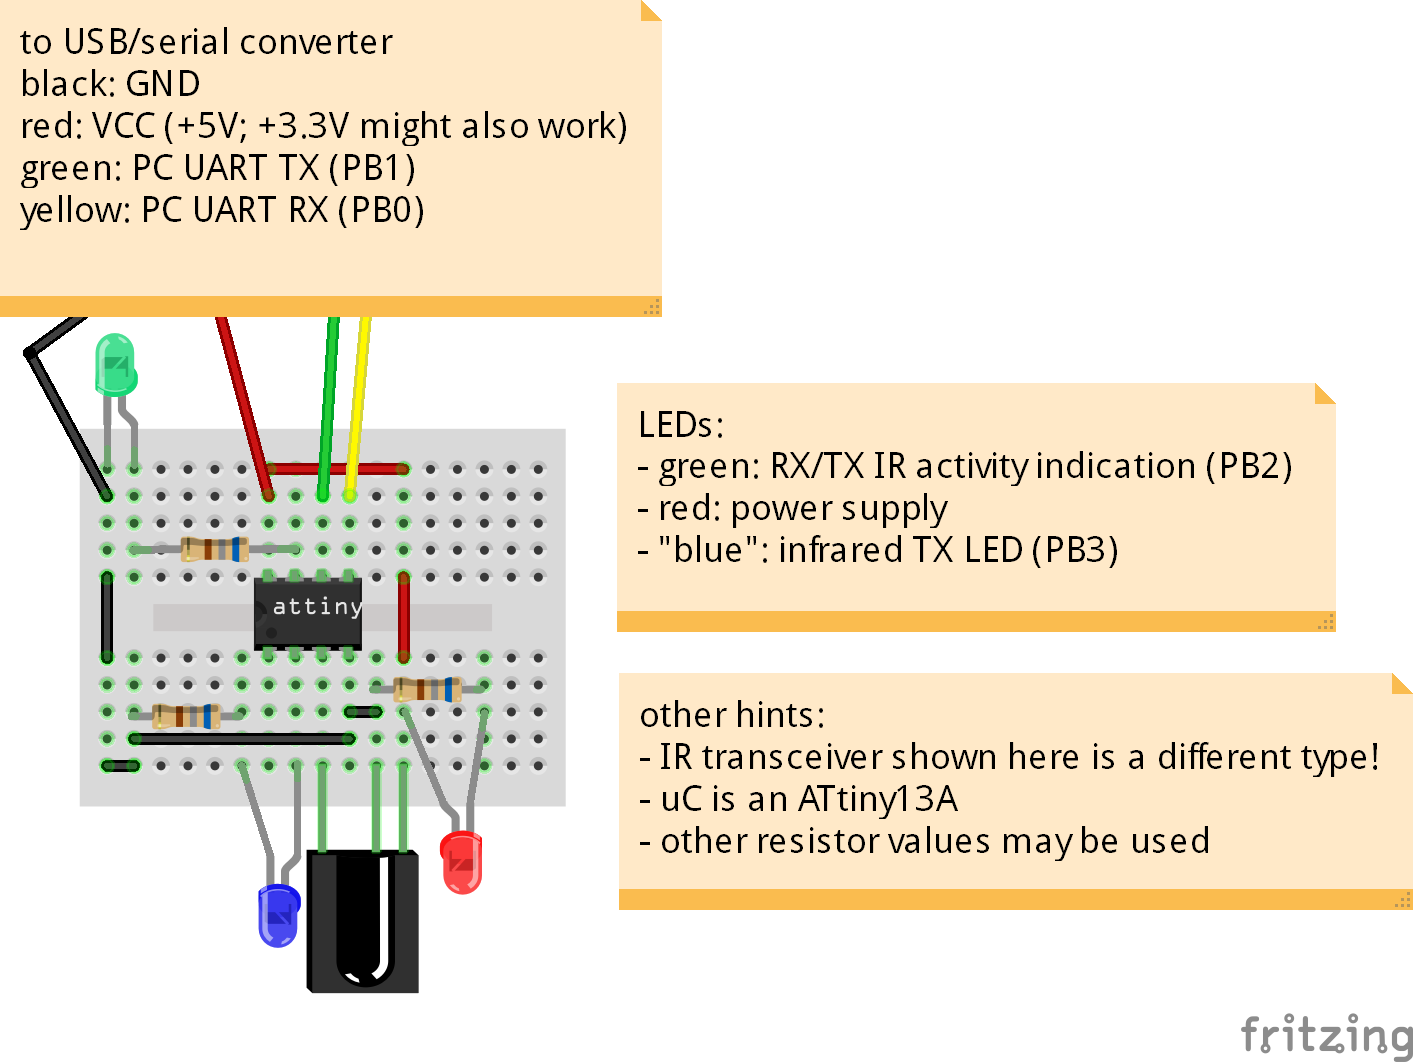 to USB/serial converter
black: GND
red: VCC (+5V; +3.3V might also work)
green: PC UART TX (PB1)
yellow: PC UART RX (PB0)
LEDs:
- green: RX/TX IR activity indication (PB2)
- red: power supply
- "blue": infrared TX LED (PB3)
attiny
other hints:
- IR transceiver shown here is a different type!
- uC is an ATtiny13A
- other resistor values may be used
fritzing